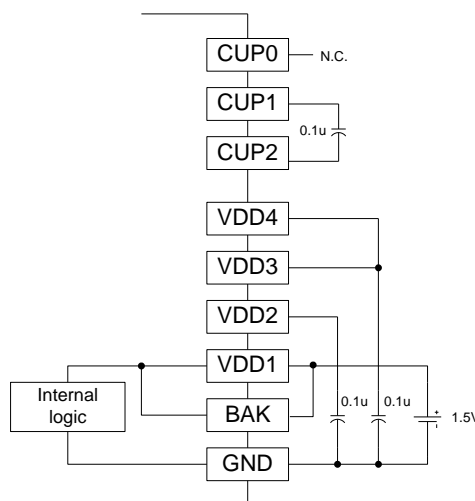 CUP0
N.C.
CUP1
0.1u
CUP2
VDD4
VDD3
VDD2
VDD1
Internal
logic
BAK
0.1u
0.1u
+
-
1.5V
GND